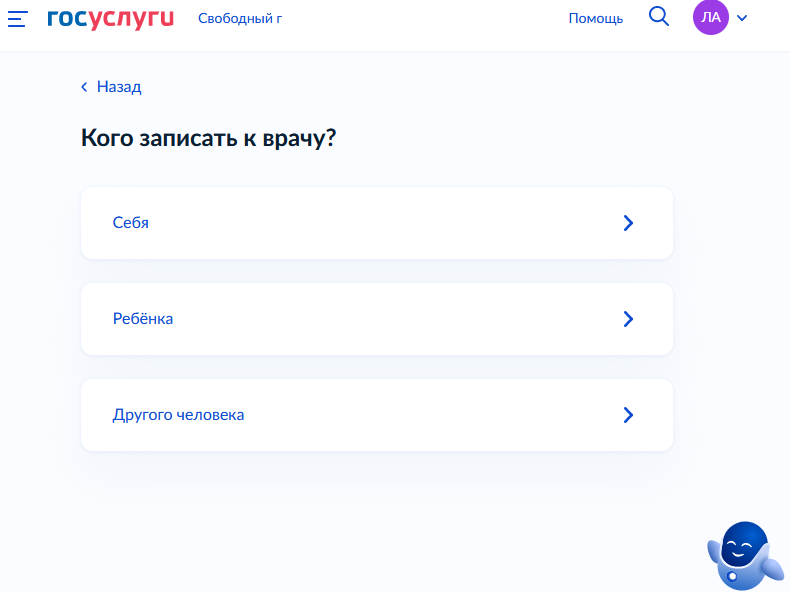 госуслуги Свободный г Помощь ЛА
Назад
Кого записать к врачу?
Себя
Ребёнка
Другого человека